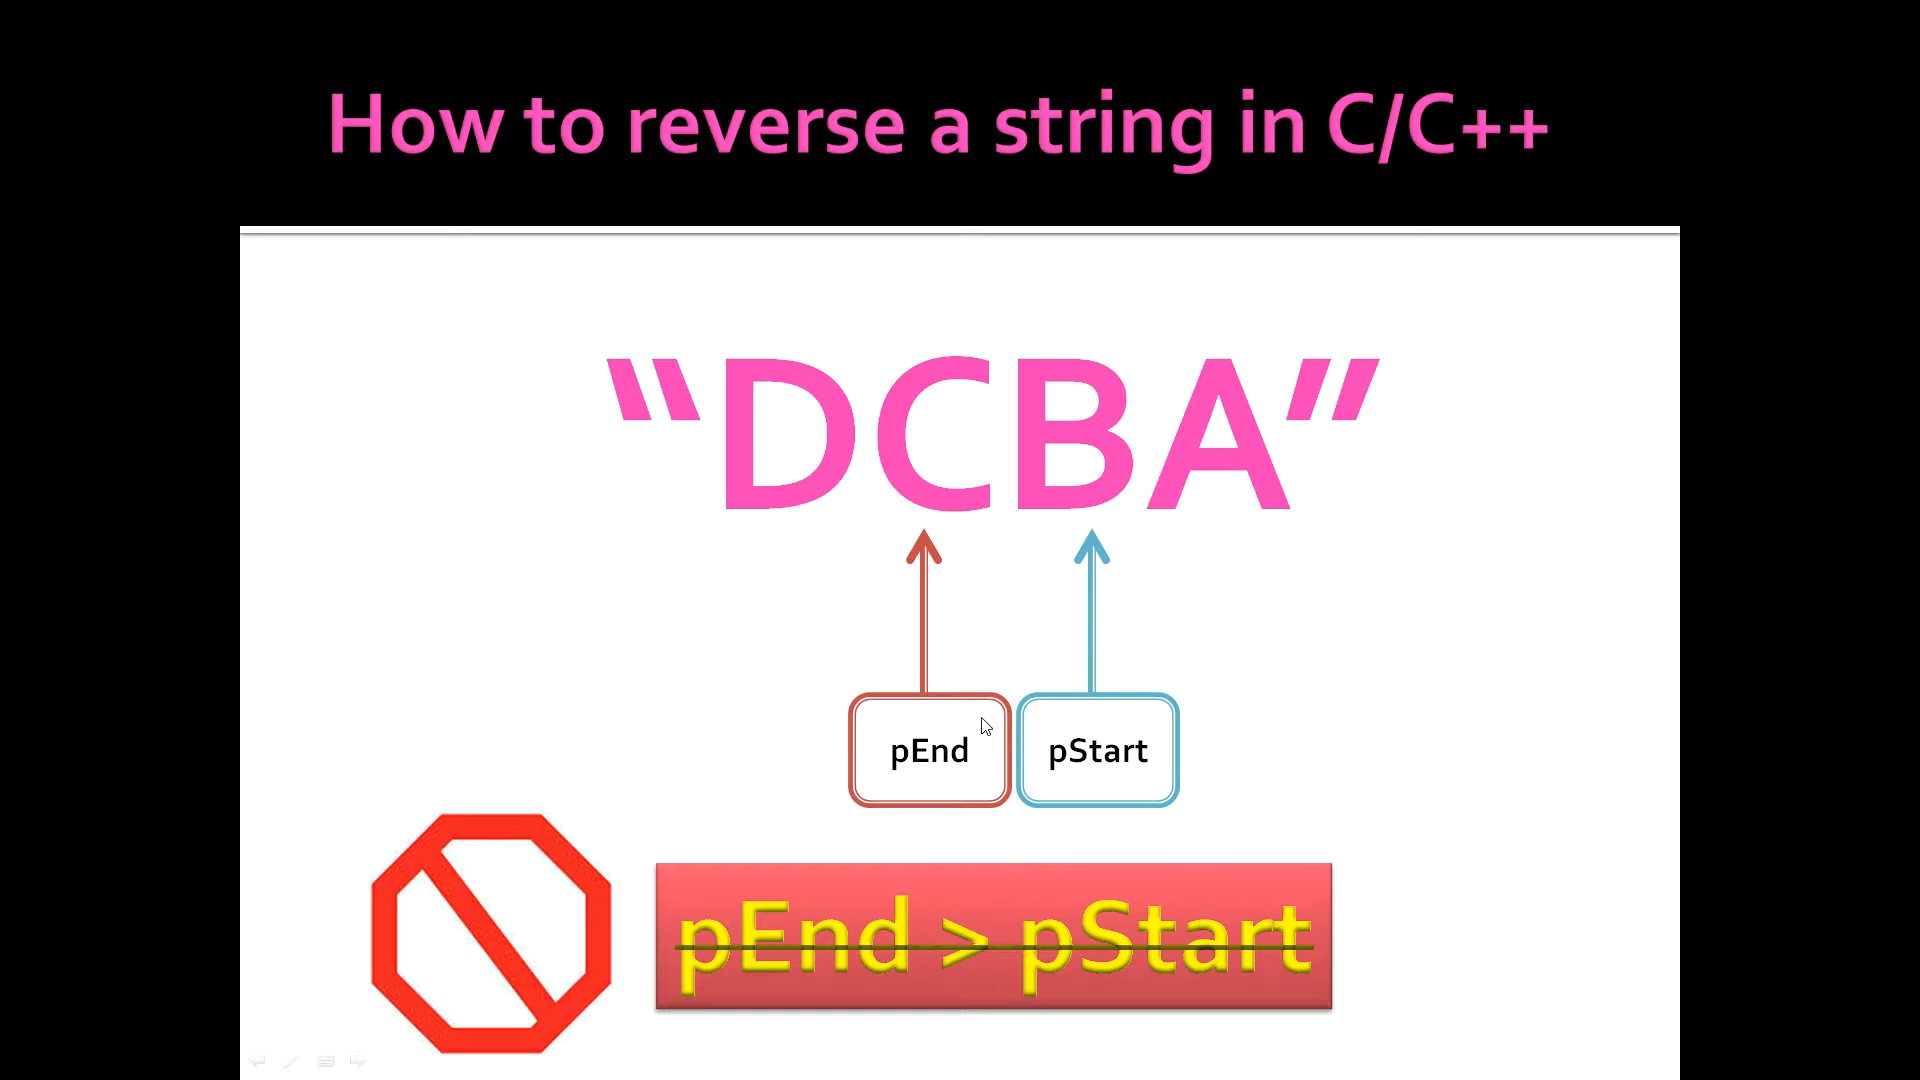 How to reverse a string in C/C++
“DCBA”
pEnd pStart
pEnd > pStart